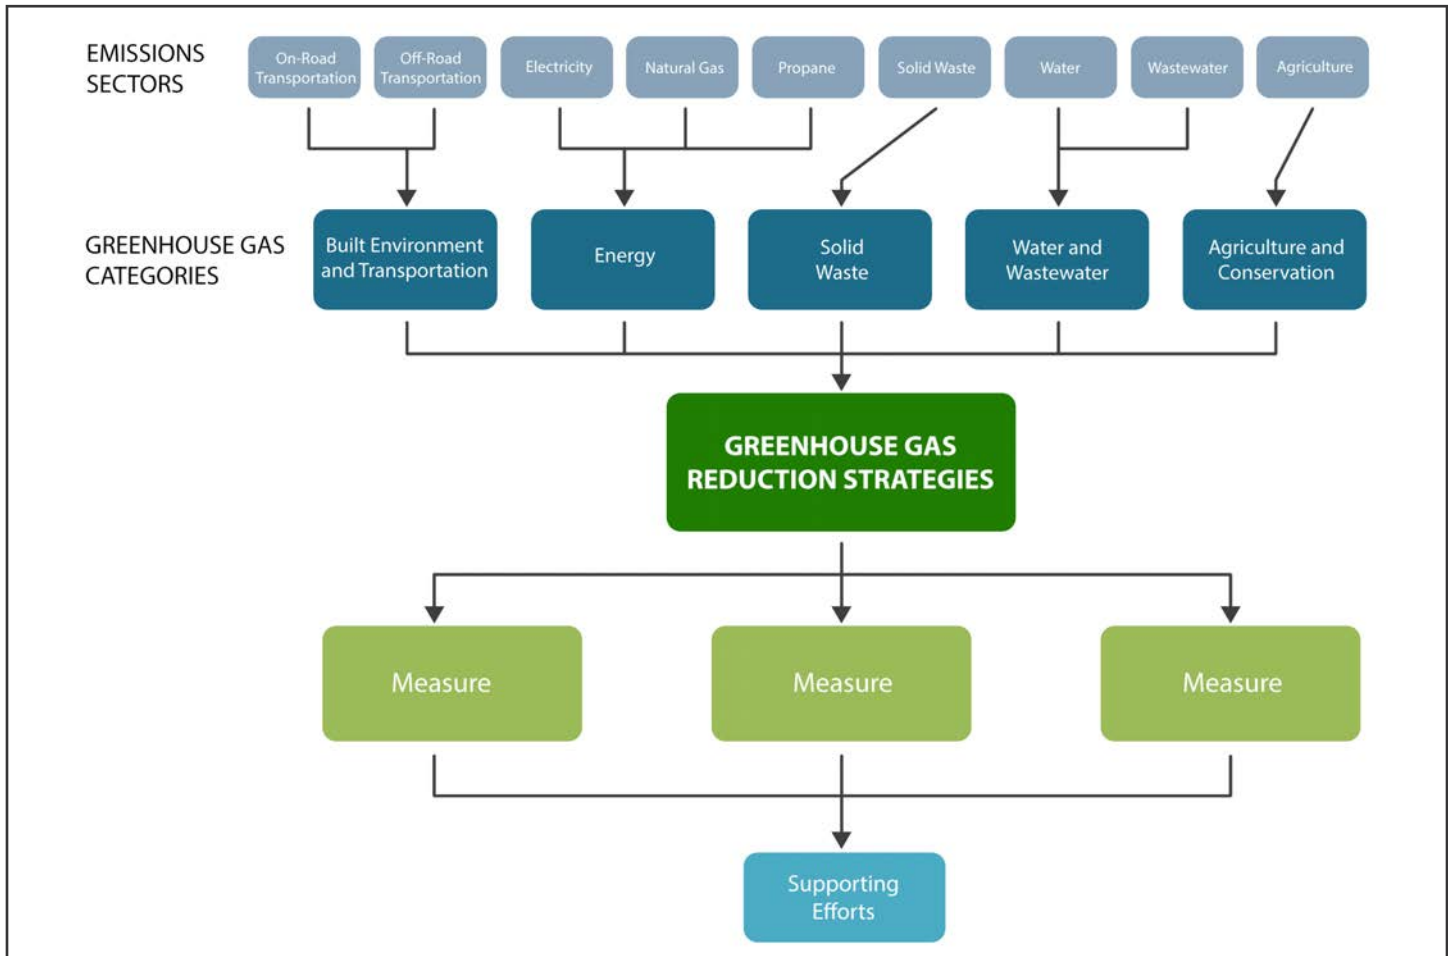 EMISSIONS
SECTORS
On-Road
Transportation
Off-Road
Transportation
Electricity
Natural Gas
Propane
Solid Waste
Water
Wastewater
Agriculture
GREENHOUSE GAS
CATEGORIES
Built Environment
and Transportation
Energy
Solid
Waste
Water and
Wastewater
Agriculture and
Conservation
GREENHOUSE GAS
REDUCTION STRATEGIES
Measure
Measure
Measure
Supporting
Efforts